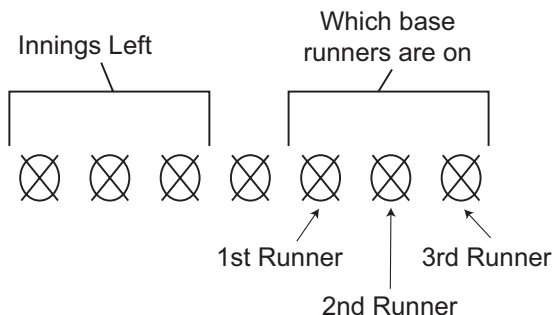 Innings Left
Which base
runners are on
1st Runner
3rd Runner
2nd Runner